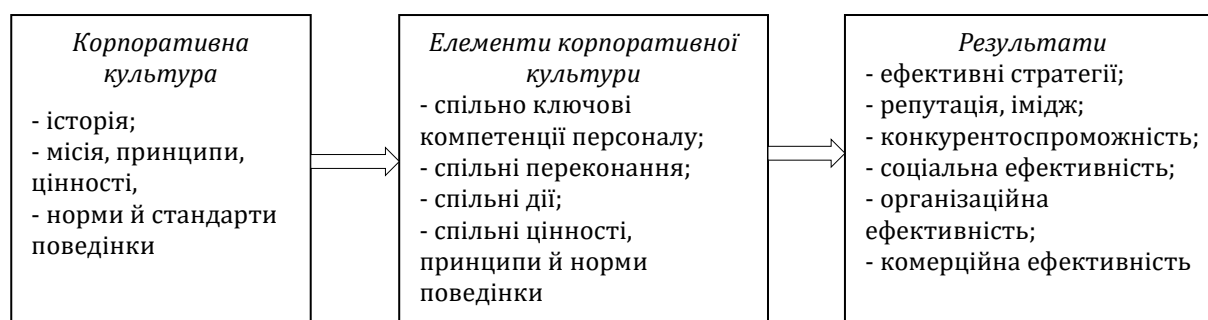 Корпоративна
культура
- історія;
- місія, принципи,
цінності,
- норми й стандарти
поведінки
Елементи корпоративної
культури
- спільно ключові
компетенції персоналу;
- спільні переконання;
- спільні дії;
- спільні цінності,
принципи й норми
поведінки
Результати
- ефективні стратегії;
- репутація, імідж;
- конкурентоспроможність;
- соціальна ефективність;
- організаційна
ефективність;
- комерційна ефективність